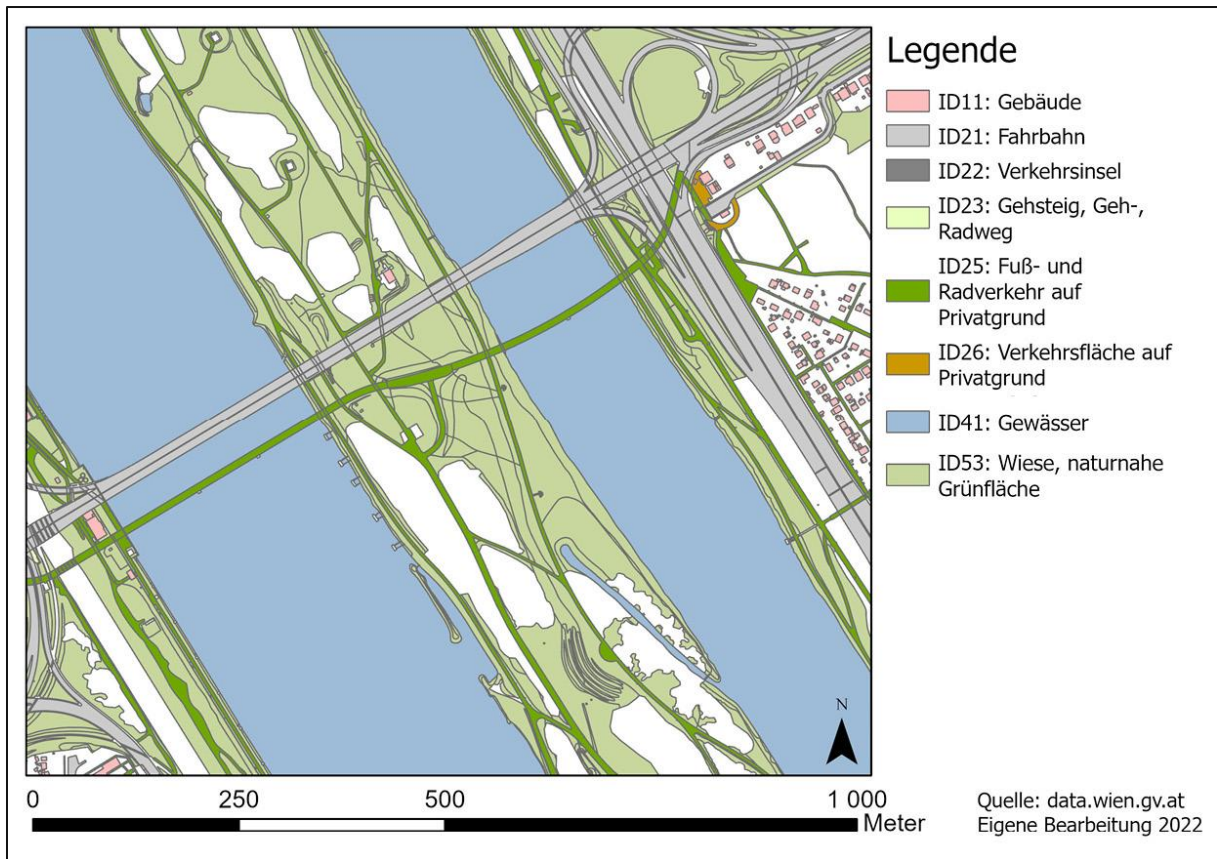 Legende
ID11: Gebäude
ID21: Fahrbahn
ID22: Verkehrsinsel
ID23: Gehsteig, Geh-,
Radweg
ID25: Fuß- und
Radverkehr auf
Privatgrund
ID26: Verkehrsfläche auf
Privatgrund
ID41: Gewässer
ID53: Wiese, naturnahe
Grünfläche
N
0 250 500 1 000
Meter
Quelle: data.wien.gv.at
Eigene Bearbeitung 2022